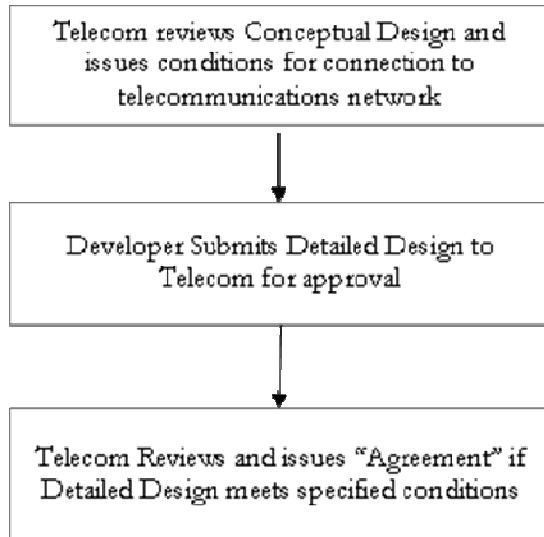 Telecom reviews Conceptual Design and
issues conditions for connection to
telecommunications network
Developer Submits Detailed Design to
Telecom for approval
Telecom Reviews and issues “Agreement” if
Detailed Design meets specified conditions